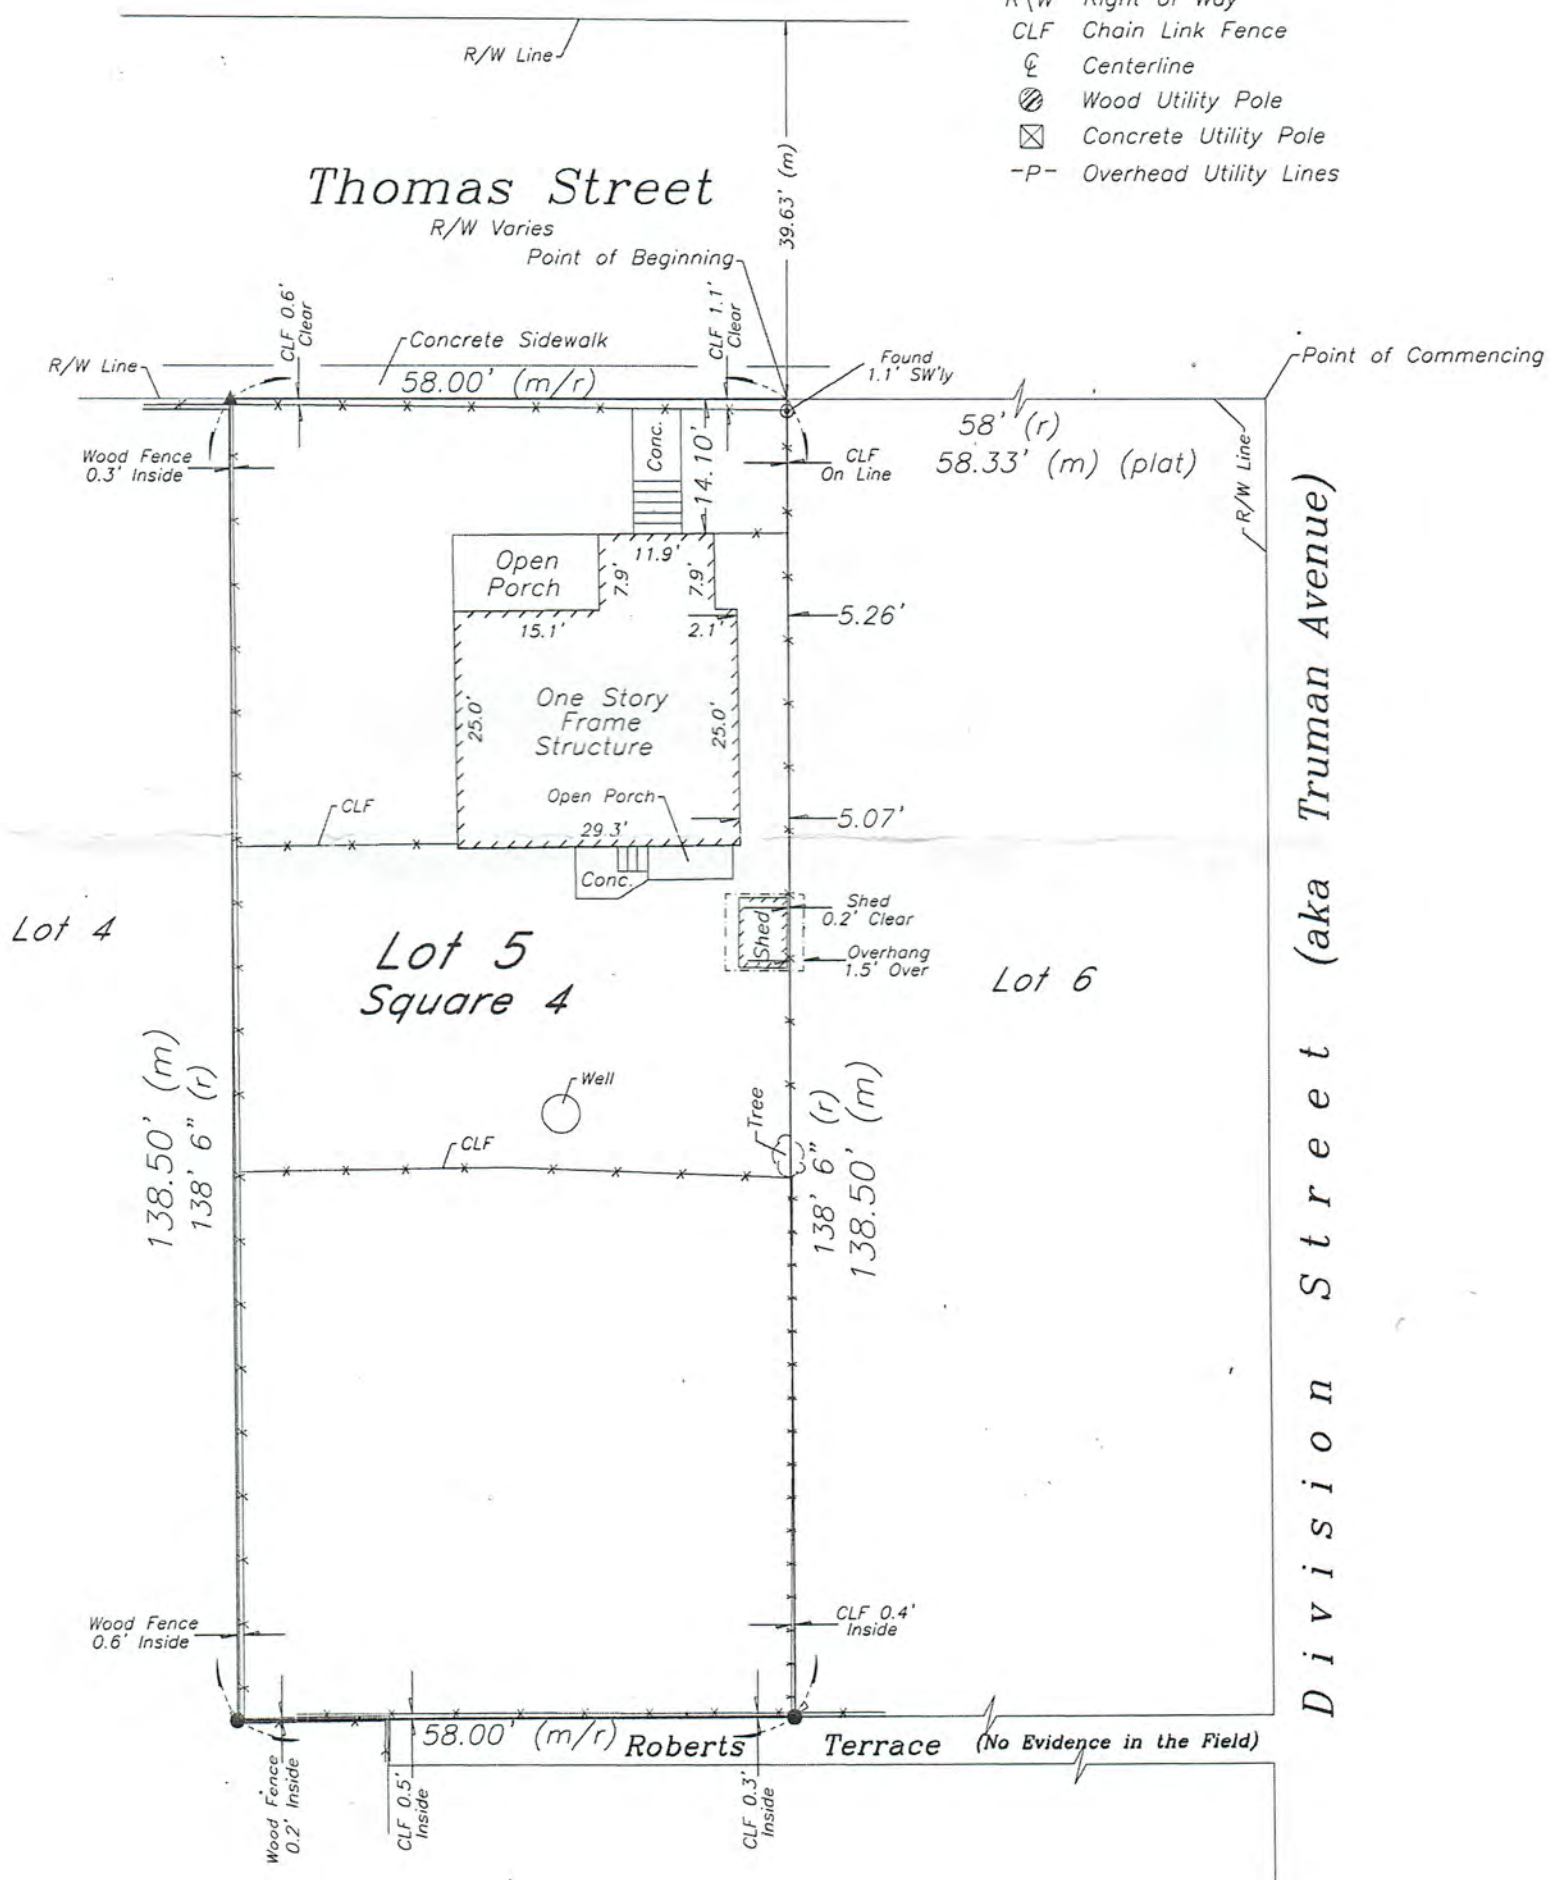 R\W Right of Way
CLF Chain Link Fence
℄ Centerline
Wood Utility Pole
Concrete Utility Pole
-P- Overhead Utility Lines
R/W Line
39.63' (m)
Thomas Street
R/W Varies
Point of Beginning
CLF 0.6'
Clear
CLF 1.1'
Clear
Concrete Sidewalk
R/W Line
58.00' (m/r)
Found
1.1' SW'ly
Point of Commencing
58' (r)
58.33' (m) (plat)
R/W Line
Wood Fence
0.3' Inside
Conc.
14.10'
CLF
On Line
Open
Porch
11.9'
7.9'
7.9'
15.1'
2.1'
5.26'
One Story
Frame
Structure
25.0'
25.0'
Open Porch
29.3'
5.07'
CLF
Conc.
Shed
Shed
0.2' Clear
Overhang
1.5' Over
Lot 4
Lot 5
Square 4
Lot 6
Division Street (aka Truman Avenue)
138.50' (m)
138' 6" (r)
Well
Tree
CLF
138' 6" (r)
138.50' (m)
Wood Fence
0.6' Inside
CLF 0.4'
Inside
58.00' (m/r)
Roberts Terrace (No Evidence in the Field)
Wood Fence
0.2' Inside
CLF 0.5'
Inside
CLF 0.3'
Inside